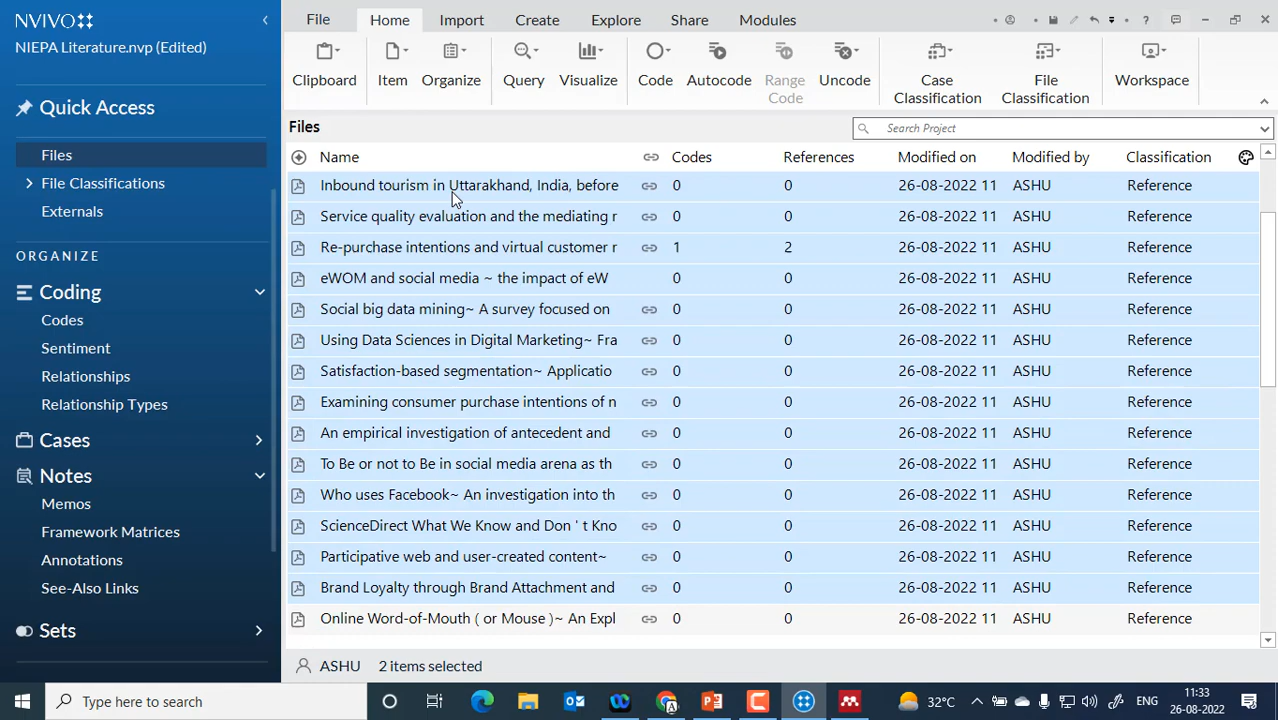 NVIVO
NIEPA Literature.nvp (Edited)
Quick Access
Files
File Classifications
Externals
ORGANIZE
Coding
Codes
Sentiment
Relationships
Relationship Types
Cases
Notes
Memos
Framework Matrices
Annotations
See-Also Links
Sets
File Home Import Create Explore Share Modules
Clipboard Item Organize Query Visualize Code Autocode Range Code Uncode Case Classification File Classification Workspace
Files
Search Project
Name Codes References Modified on Modified by Classification
Inbound tourism in Uttarakhand, India, before 0 0 26-08-2022 11 ASHU Reference
Service quality evaluation and the mediating r 0 0 26-08-2022 11 ASHU Reference
Re-purchase intentions and virtual customer r 1 2 26-08-2022 11 ASHU Reference
eWOM and social media ~ the impact of eW 0 0 26-08-2022 11 ASHU Reference
Social big data mining~ A survey focused on 0 0 26-08-2022 11 ASHU Reference
Using Data Sciences in Digital Marketing~ Fra 0 0 26-08-2022 11 ASHU Reference
Satisfaction-based segmentation~ Applicatio 0 0 26-08-2022 11 ASHU Reference
Examining consumer purchase intentions of n 0 0 26-08-2022 11 ASHU Reference
An empirical investigation of antecedent and 0 0 26-08-2022 11 ASHU Reference
To Be or not to Be in social media arena as th 0 0 26-08-2022 11 ASHU Reference
Who uses Facebook~ An investigation into th 0 0 26-08-2022 11 ASHU Reference
ScienceDirect What We Know and Don ' t Kno 0 0 26-08-2022 11 ASHU Reference
Participative web and user-created content~ 0 0 26-08-2022 11 ASHU Reference
Brand Loyalty through Brand Attachment and 0 0 26-08-2022 11 ASHU Reference
Online Word-of-Mouth ( or Mouse )~ An Expl 0 0 26-08-2022 11 ASHU Reference
ASHU 2 items selected
Type here to search
32°C
ENG
11:33
26-08-2022